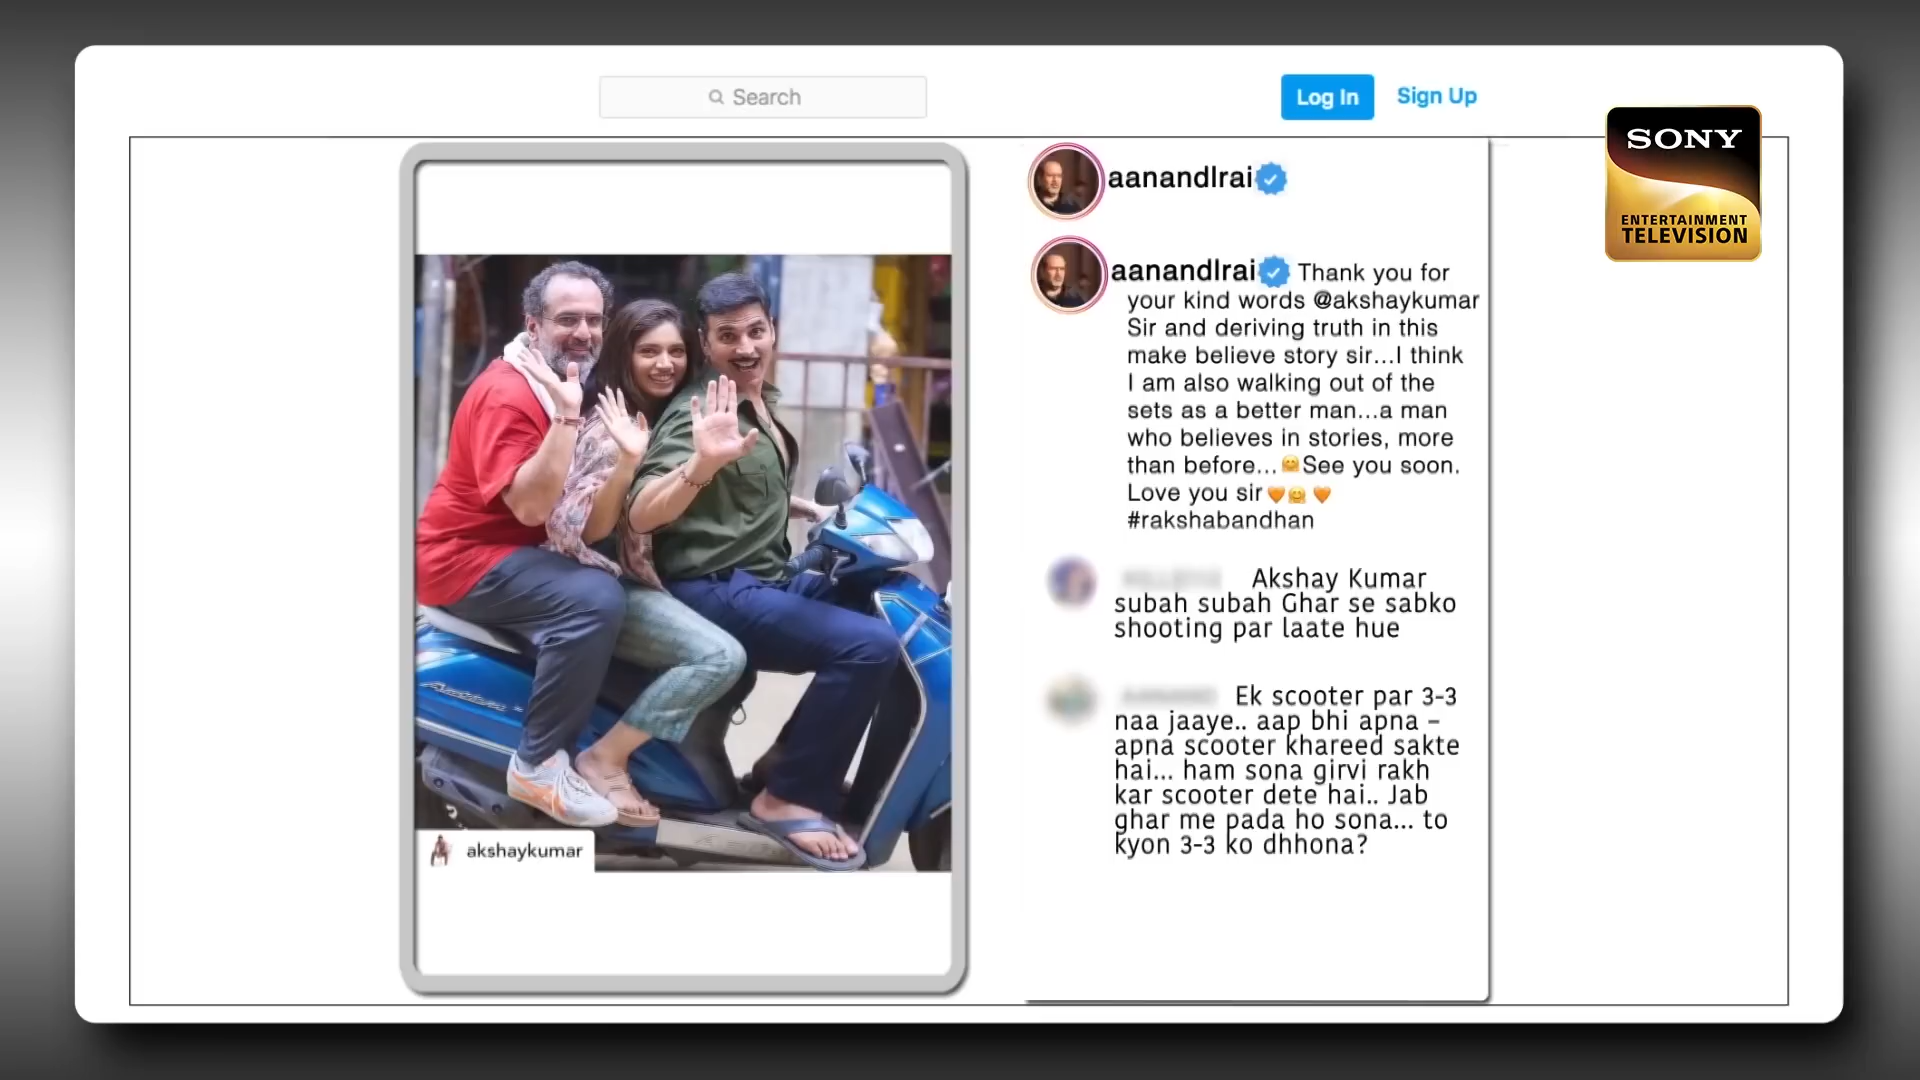 Search
Log In
Sign Up
SONY
ENTERTAINMENT
TELEVISION
aanandlrai
aanandlrai Thank you for
your kind words @akshaykumar
Sir and deriving truth in this
make believe story sir...I think
I am also walking out of the
sets as a better man...a man
who believes in stories, more
than before...🤗See you soon.
Love you sir🧡🤗🧡
#rakshabandhan
Akshay Kumar
subah subah Ghar se sabko
shooting par laate hue
Ek scooter par 3-3
naa jaaye.. aap bhi apna –
apna scooter khareed sakte
hai... ham sona girvi rakh
kar scooter dete hai.. Jab
ghar me pada ho sona... to
kyon 3-3 ko dhhona?
akshaykumar